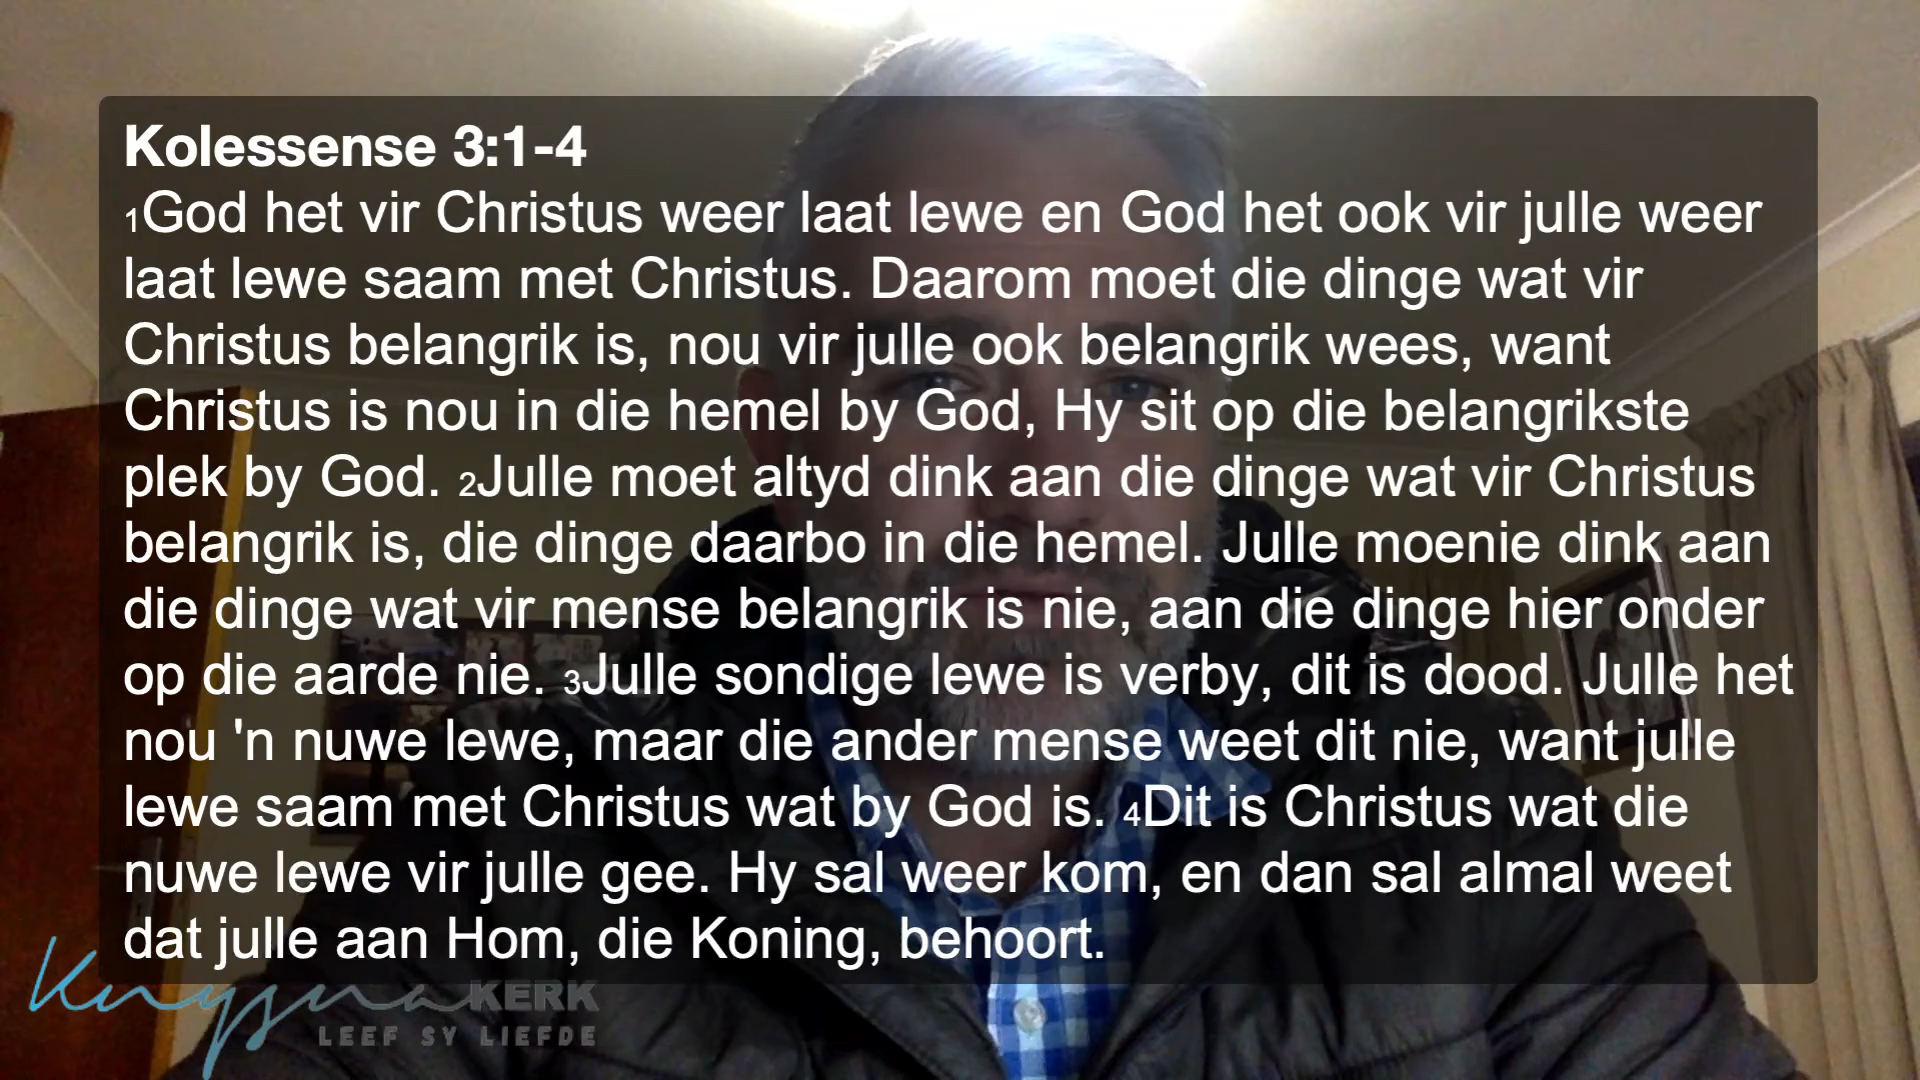 Kolessense 3:1-4
1God het vir Christus weer laat lewe en God het ook vir julle weer
laat lewe saam met Christus. Daarom moet die dinge wat vir
Christus belangrik is, nou vir julle ook belangrik wees, want
Christus is nou in die hemel by God, Hy sit op die belangrikste
plek by God. 2Julle moet altyd dink aan die dinge wat vir Christus
belangrik is, die dinge daarbo in die hemel. Julle moenie dink aan
die dinge wat vir mense belangrik is nie, aan die dinge hier onder
op die aarde nie. 3Julle sondige lewe is verby, dit is dood. Julle het
nou 'n nuwe lewe, maar die ander mense weet dit nie, want julle
lewe saam met Christus wat by God is. 4Dit is Christus wat die
nuwe lewe vir julle gee. Hy sal weer kom, en dan sal almal weet
dat julle aan Hom, die Koning, behoort.
Knysna KERK
LEEF SY LIEFDE